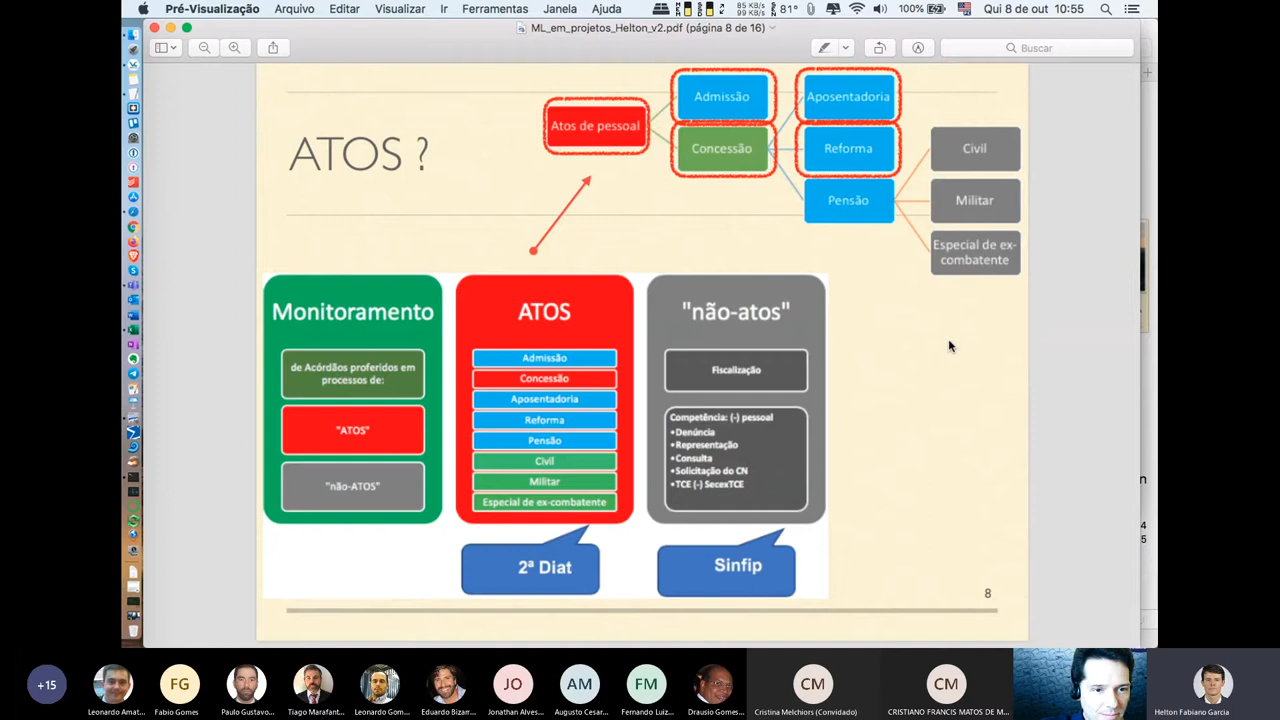 Pré-Visualização Arquivo Editar Visualizar Ir Ferramentas Janela Ajuda
85 KB/s
99 KB/s
81° 100% Qui 8 de out 10:55
ML_em_projetos_Helton_v2.pdf (página 8 de 16)
Buscar
ATOS ?
Atos de pessoal
Admissão
Concessão
Aposentadoria
Reforma
Pensão
Civil
Militar
Especial de ex-
combatente
Monitoramento
de Acórdãos proferidos em
processos de:
"ATOS"
"não-ATOS"
ATOS
Admissão
Concessão
Aposentadoria
Reforma
Pensão
Civil
Militar
Especial de ex-combatente
2ª Diat
"não-atos"
Fiscalização
Competência: (-) pessoal
•Denúncia
•Representação
•Consulta
•Solicitação do CN
•TCE (-) SecexTCE
Sinfip
8
n
4
5
+15
FG
JO
AM
FM
CM
CM
Leonardo Amat...
Fabio Gomes
Paulo Gustavo...
Tiago Marafant...
Leonardo Gom...
Eduardo Bizarr...
Jonathan Alves...
Augusto Cesar...
Fernando Luiz...
Drausio Gomes...
Cristina Melchiors (Convidado)
CRISTIANO FRANCIS MATOS DE M...
Helton Fabiano Garcia